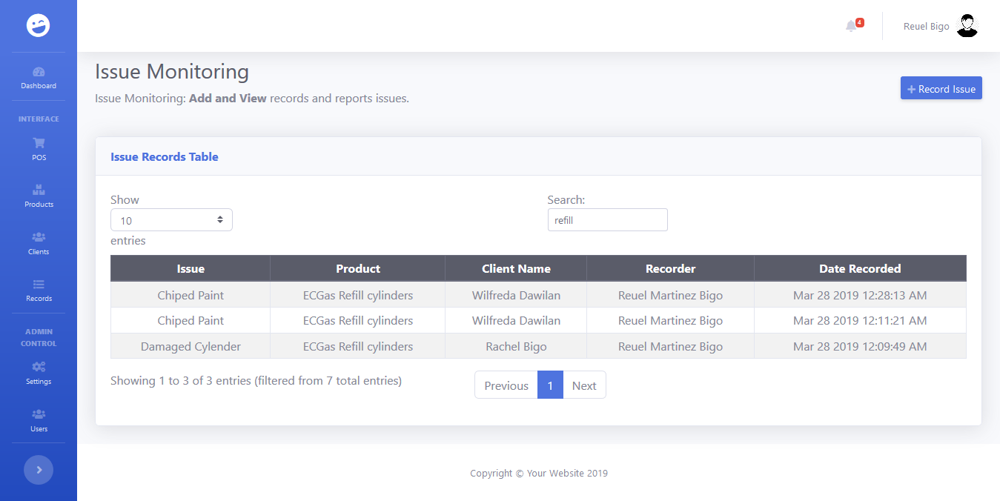 4
Reuel Bigo
Dashboard
INTERFACE
POS
Products
Clients
Records
ADMIN
CONTROL
Settings
Users
Issue Monitoring
Issue Monitoring: Add and View records and reports issues.
Record Issue
Issue Records Table
Show
10
entries
Search:
refill
Issue Product Client Name Recorder Date Recorded
Chiped Paint ECGas Refill cylinders Wilfreda Dawilan Reuel Martinez Bigo Mar 28 2019 12:28:13 AM
Chiped Paint ECGas Refill cylinders Wilfreda Dawilan Reuel Martinez Bigo Mar 28 2019 12:11:21 AM
Damaged Cylender ECGas Refill cylinders Rachel Bigo Reuel Martinez Bigo Mar 28 2019 12:09:49 AM
Showing 1 to 3 of 3 entries (filtered from 7 total entries)
Previous 1 Next
Copyright © Your Website 2019